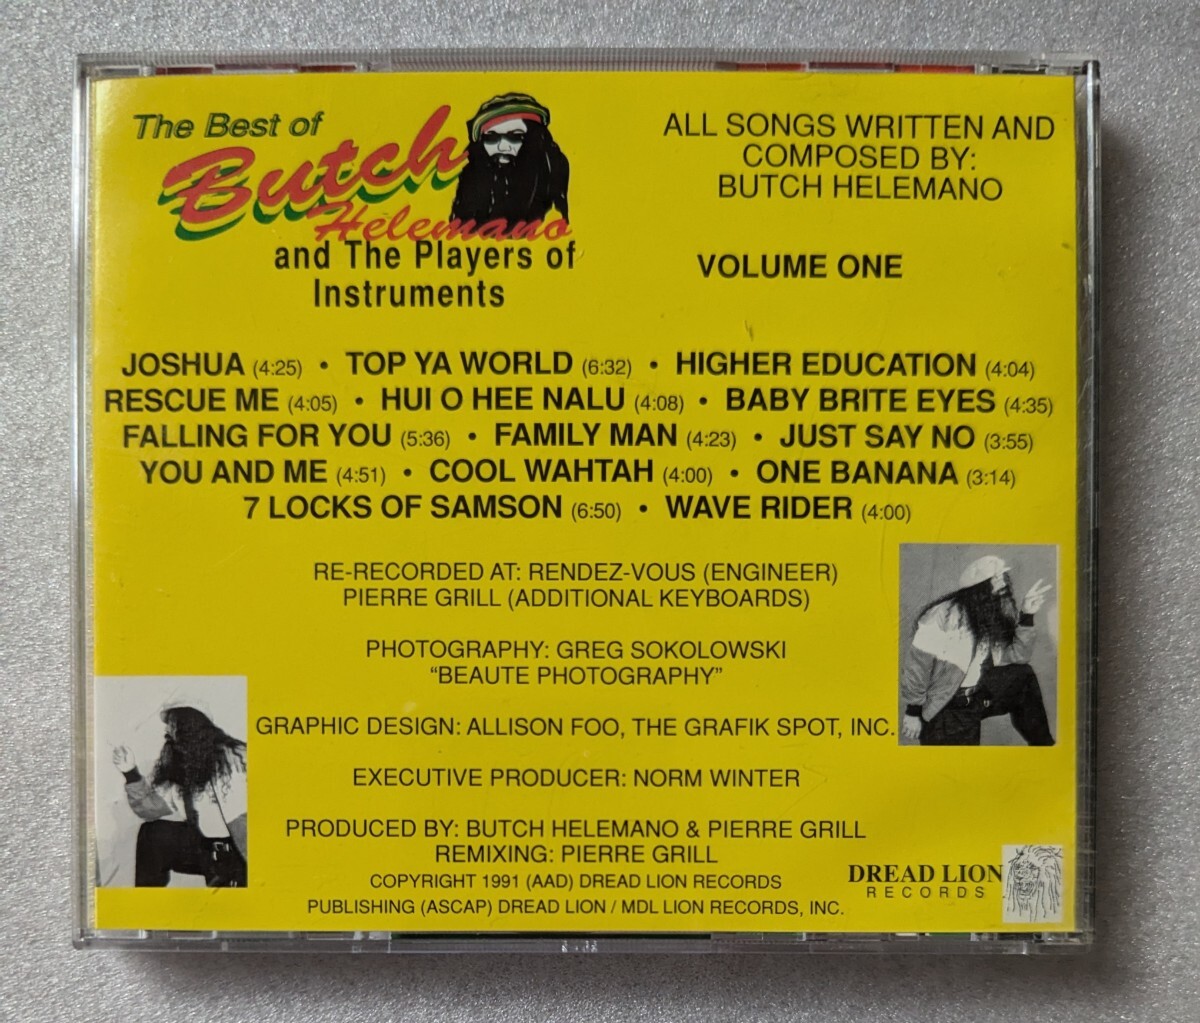 The Best of
Butch
Helemano
and The Players of
Instruments
ALL SONGS WRITTEN AND
COMPOSED BY:
BUTCH HELEMANO
VOLUME ONE
JOSHUA (4:25) • TOP YA WORLD (6:32) • HIGHER EDUCATION (4:04)
RESCUE ME (4:05) • HUI O HEE NALU (4:08) • BABY BRITE EYES (4:35)
FALLING FOR YOU (5:36) • FAMILY MAN (4:23) • JUST SAY NO (3:55)
YOU AND ME (4:51) • COOL WAHTAH (4:00) • ONE BANANA (3:14)
7 LOCKS OF SAMSON (6:50) • WAVE RIDER (4:00)
RE-RECORDED AT: RENDEZ-VOUS (ENGINEER)
PIERRE GRILL (ADDITIONAL KEYBOARDS)
PHOTOGRAPHY: GREG SOKOLOWSKI
“BEAUTE PHOTOGRAPHY”
GRAPHIC DESIGN: ALLISON FOO, THE GRAFIK SPOT, INC.
EXECUTIVE PRODUCER: NORM WINTER
PRODUCED BY: BUTCH HELEMANO & PIERRE GRILL
REMIXING: PIERRE GRILL
COPYRIGHT 1991 (AAD) DREAD LION RECORDS
PUBLISHING (ASCAP) DREAD LION / MDL LION RECORDS, INC.
DREAD LION
RECORDS